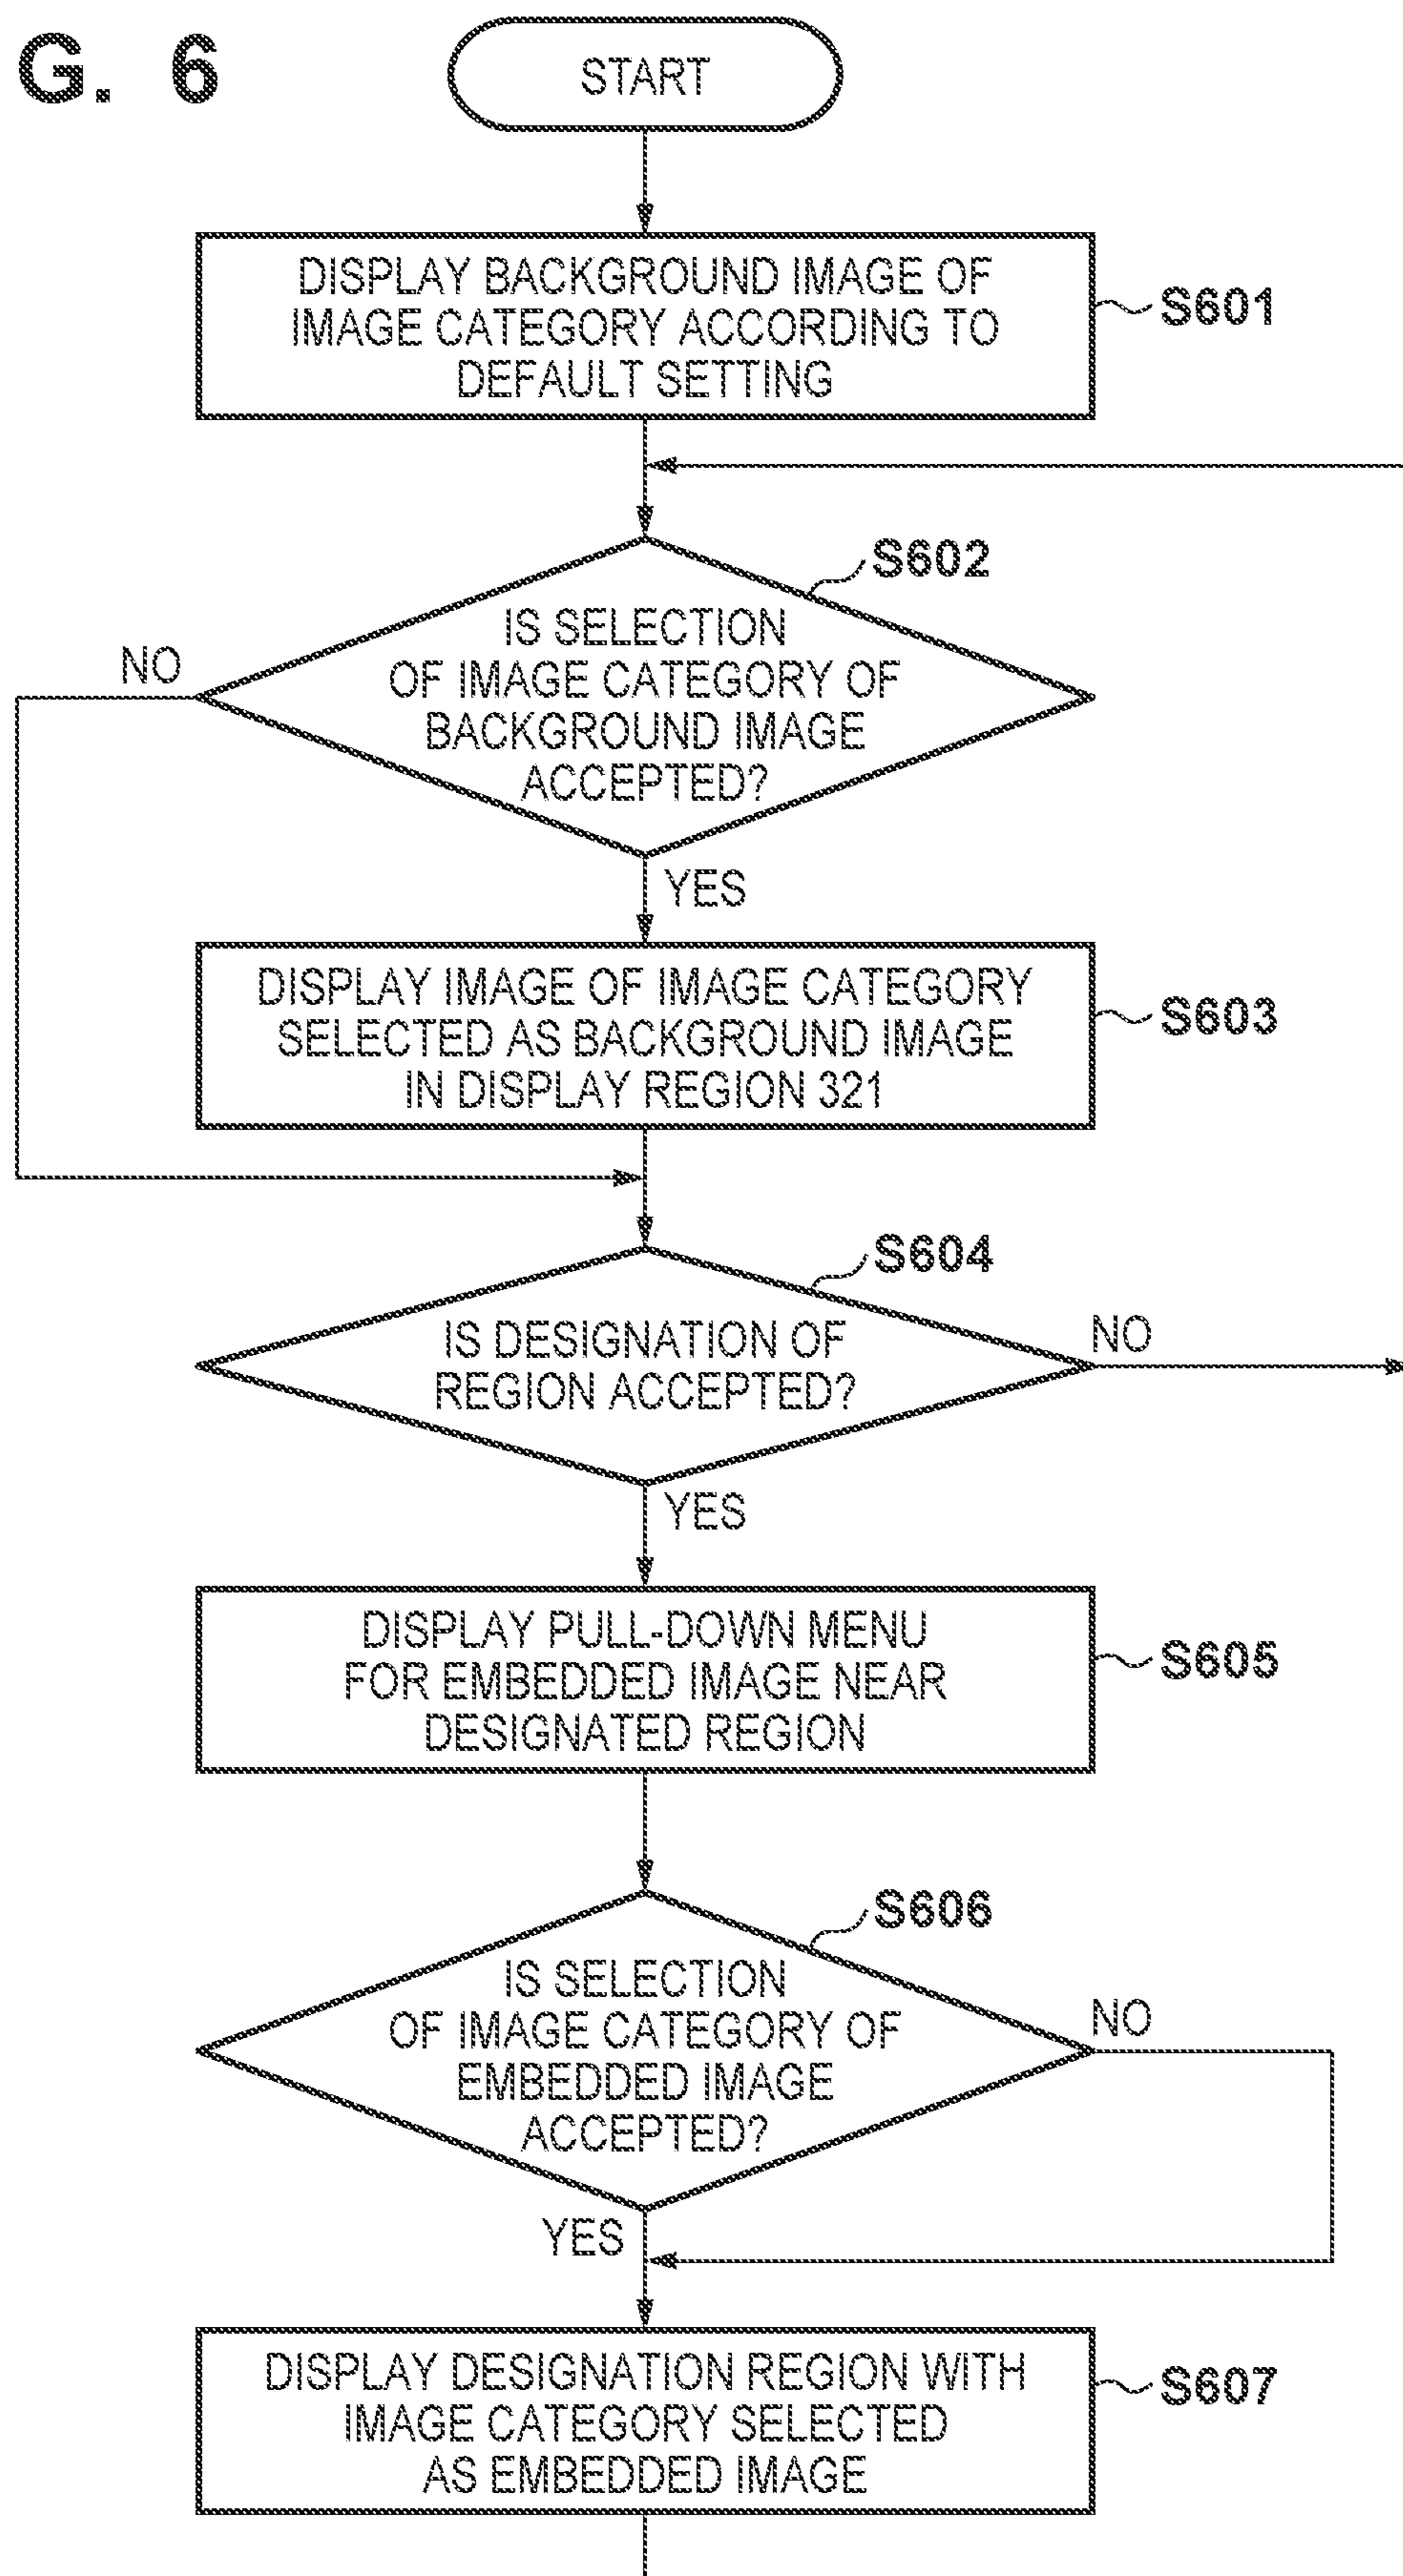 G. 6
START
DISPLAY BACKGROUND IMAGE OF
IMAGE CATEGORY ACCORDING TO
DEFAULT SETTING
S601
S602
IS SELECTION
OF IMAGE CATEGORY OF
BACKGROUND IMAGE
ACCEPTED?
NO
YES
DISPLAY IMAGE OF IMAGE CATEGORY
SELECTED AS BACKGROUND IMAGE
IN DISPLAY REGION 321
S603
S604
IS DESIGNATION OF
REGION ACCEPTED?
NO
YES
DISPLAY PULL-DOWN MENU
FOR EMBEDDED IMAGE NEAR
DESIGNATED REGION
S605
S606
IS SELECTION
OF IMAGE CATEGORY OF
EMBEDDED IMAGE
ACCEPTED?
NO
YES
DISPLAY DESIGNATION REGION WITH
IMAGE CATEGORY SELECTED
AS EMBEDDED IMAGE
S607